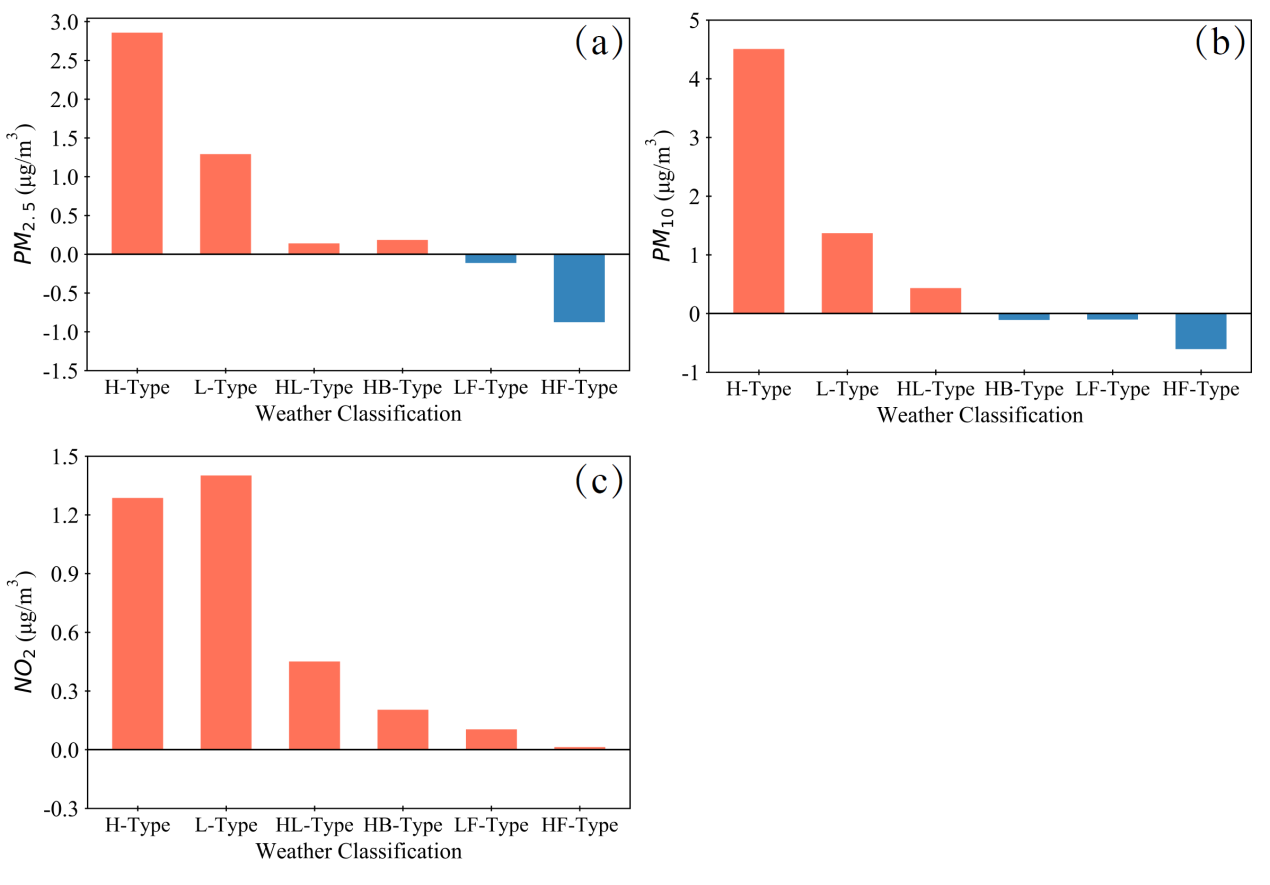 (a)
3.0
2.5
2.0
1.5
1.0
0.5
0.0
-0.5
-1.0
-1.5
PM2.5 (μg/m³)
H-Type L-Type HL-Type HB-Type LF-Type HF-Type
Weather Classification
(b)
5
4
3
2
1
0
-1
PM10 (μg/m³)
H-Type L-Type HL-Type HB-Type LF-Type HF-Type
Weather Classification
(c)
1.5
1.2
0.9
0.6
0.3
0.0
-0.3
NO2 (μg/m³)
H-Type L-Type HL-Type HB-Type LF-Type HF-Type
Weather Classification